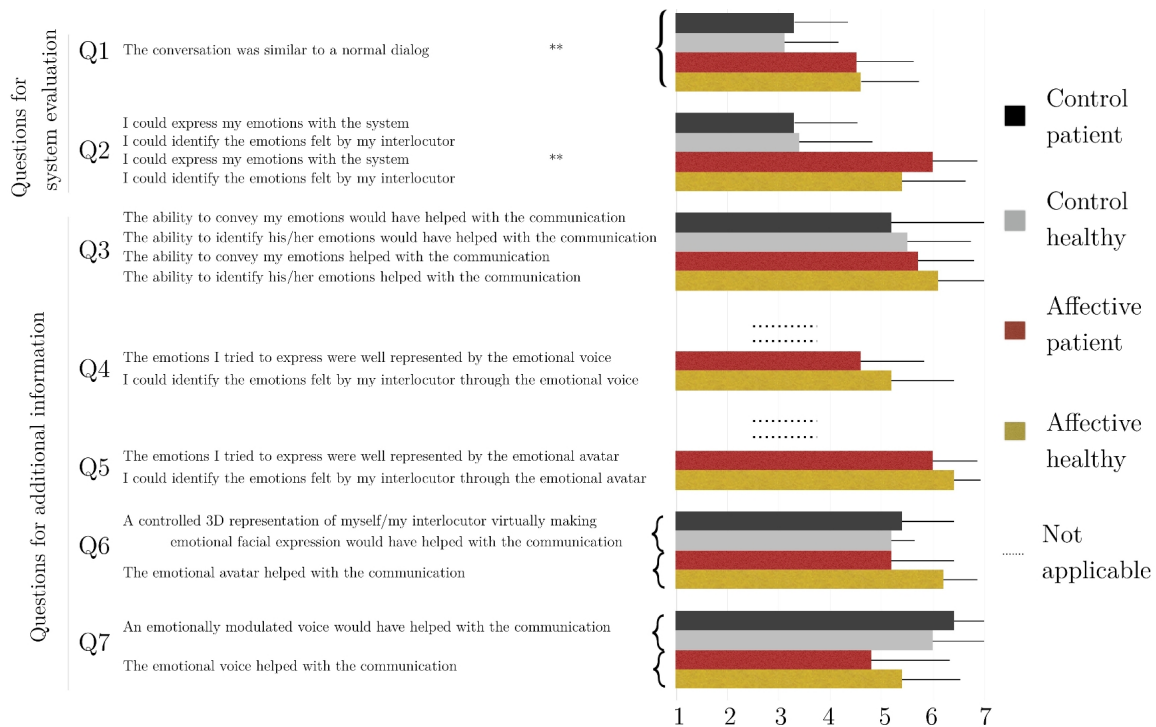 Questions for
system evaluation
Q1
The conversation was similar to a normal dialog
**
Q2
I could express my emotions with the system
I could identify the emotions felt by my interlocutor
I could express my emotions with the system
**
I could identify the emotions felt by my interlocutor
Questions for additional information
Q3
The ability to convey my emotions would have helped with the communication
The ability to identify his/her emotions would have helped with the communication
The ability to convey my emotions helped with the communication
The ability to identify his/her emotions helped with the communication
Q4
The emotions I tried to express were well represented by the emotional voice
I could identify the emotions felt by my interlocutor through the emotional voice
Q5
The emotions I tried to express were well represented by the emotional avatar
I could identify the emotions felt by my interlocutor through the emotional avatar
Q6
A controlled 3D representation of myself/my interlocutor virtually making
emotional facial expression would have helped with the communication
The emotional avatar helped with the communication
Q7
An emotionally modulated voice would have helped with the communication
The emotional voice helped with the communication
1 2 3 4 5 6 7
Control
patient
Control
healthy
Affective
patient
Affective
healthy
Not
applicable